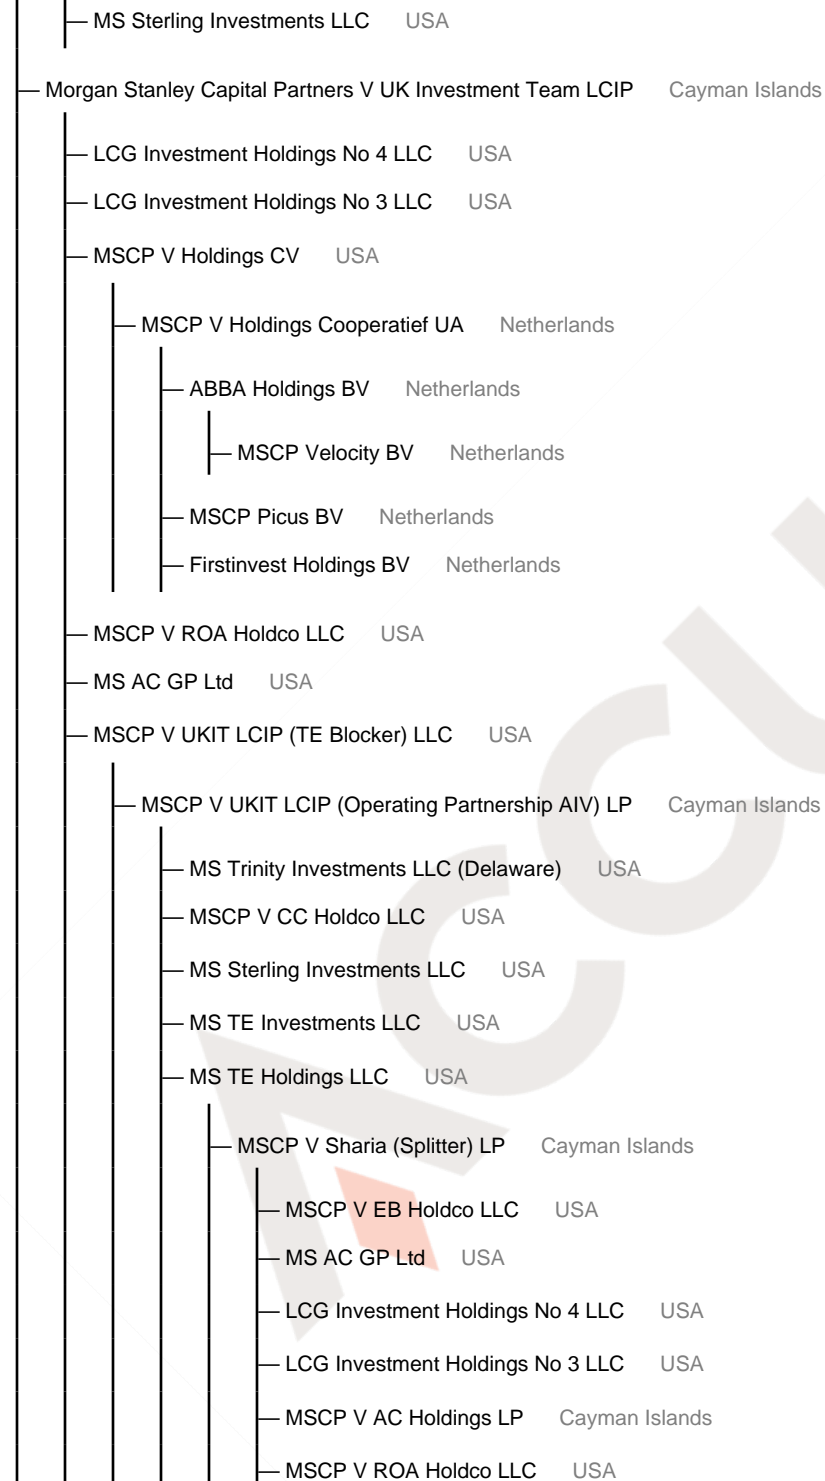 MS Sterling Investments LLC USA
Morgan Stanley Capital Partners V UK Investment Team LCIP Cayman Islands
LCG Investment Holdings No 4 LLC USA
LCG Investment Holdings No 3 LLC USA
MSCP V Holdings CV USA
MSCP V Holdings Cooperatief UA Netherlands
ABBA Holdings BV Netherlands
MSCP Velocity BV Netherlands
MSCP Picus BV Netherlands
Firstinvest Holdings BV Netherlands
MSCP V ROA Holdco LLC USA
MS AC GP Ltd USA
MSCP V UKIT LCIP (TE Blocker) LLC USA
MSCP V UKIT LCIP (Operating Partnership AIV) LP Cayman Islands
MS Trinity Investments LLC (Delaware) USA
MSCP V CC Holdco LLC USA
MS Sterling Investments LLC USA
MS TE Investments LLC USA
MS TE Holdings LLC USA
MSCP V Sharia (Splitter) LP Cayman Islands
MSCP V EB Holdco LLC USA
MS AC GP Ltd USA
LCG Investment Holdings No 4 LLC USA
LCG Investment Holdings No 3 LLC USA
MSCP V AC Holdings LP Cayman Islands
MSCP V ROA Holdco LLC USA